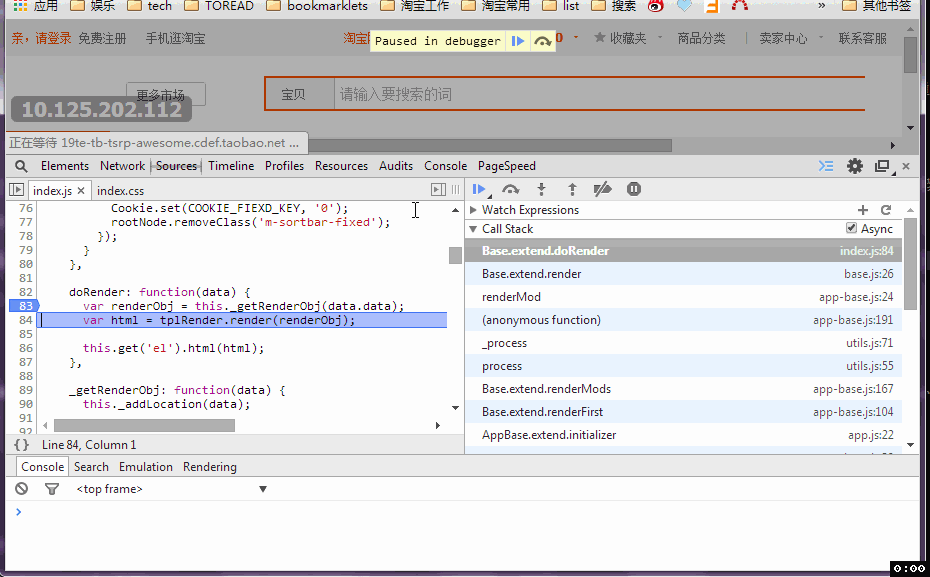 应用 娱乐 tech TOREAD bookmarklets 淘宝工作 淘宝常用 list 搜索 » 其他书签
亲，请登录 免费注册 手机逛淘宝 Paused in debugger 0 收藏夹 商品分类 卖家中心 联系客服
更多市场 宝贝 请输入要搜索的词
10.125.202.112
正在等待 19te-tb-tsrp-awesome.cdef.taobao.net ...
Elements Network Sources Timeline Profiles Resources Audits Console PageSpeed
index.js × index.css
76 Cookie.set(COOKIE_FIEXD_KEY, '0');
77 rootNode.removeClass('m-sortbar-fixed');
78 });
79 }
80 },
81
82 doRender: function(data) {
83 var renderObj = this._getRenderObj(data.data);
84 var html = tplRender.render(renderObj);
85
86 this.get('el').html(html);
87 },
88
89 _getRenderObj: function(data) {
90 this._addLocation(data);
91
92
{} Line 84, Column 1
Watch Expressions
Call Stack Async
Base.extend.doRender index.js:84
Base.extend.render base.js:26
renderMod app-base.js:24
(anonymous function) app-base.js:191
_process utils.js:71
process utils.js:55
Base.extend.renderMods app-base.js:167
Base.extend.renderFirst app-base.js:104
AppBase.extend.initializer app.js:22
Console Search Emulation Rendering
<top frame>
0:00